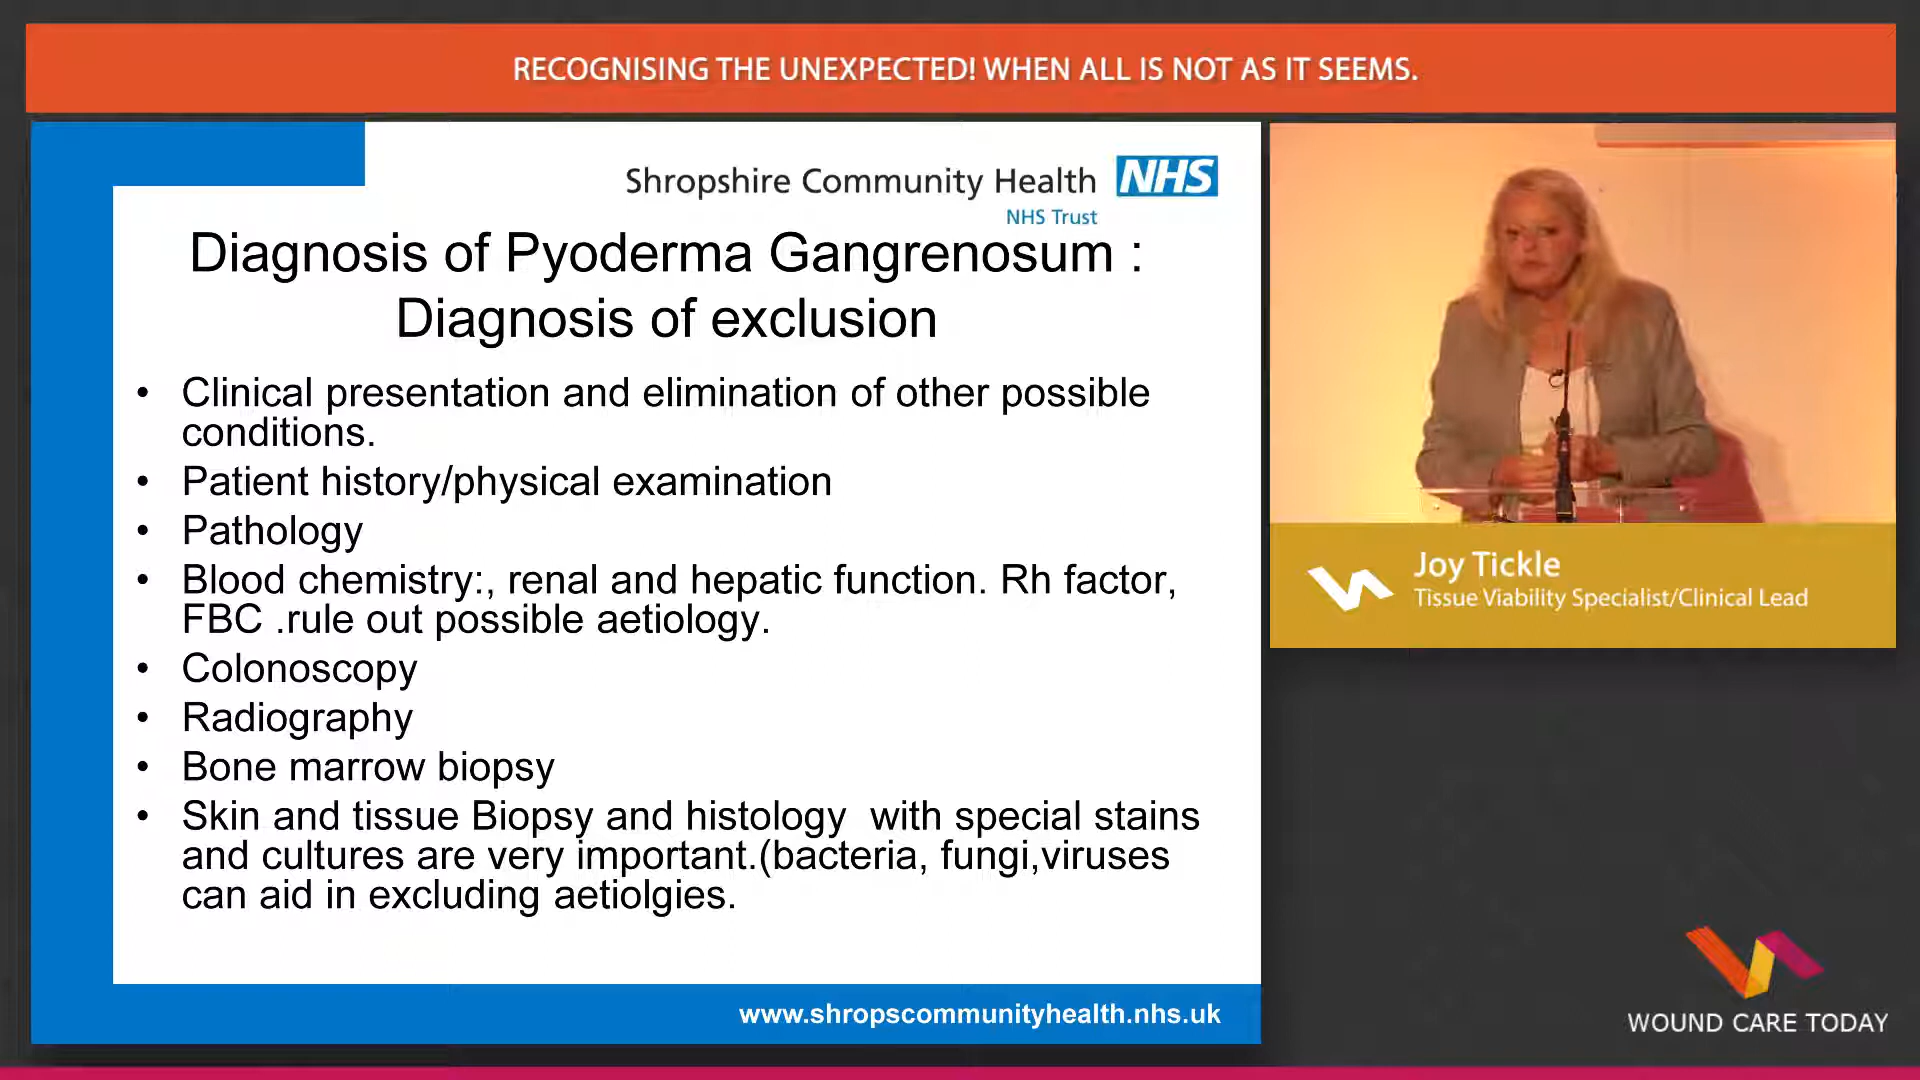 RECOGNISING THE UNEXPECTED! WHEN ALL IS NOT AS IT SEEMS.
Shropshire Community Health NHS
NHS Trust
Diagnosis of Pyoderma Gangrenosum :
Diagnosis of exclusion
• Clinical presentation and elimination of other possible
conditions.
• Patient history/physical examination
• Pathology
• Blood chemistry:, renal and hepatic function. Rh factor,
FBC .rule out possible aetiology.
• Colonoscopy
• Radiography
• Bone marrow biopsy
• Skin and tissue Biopsy and histology  with special stains
and cultures are very important.(bacteria, fungi,viruses
can aid in excluding aetiolgies.
www.shropscommunityhealth.nhs.uk
Joy Tickle
Tissue Viability Specialist/Clinical Lead
WOUND CARE TODAY